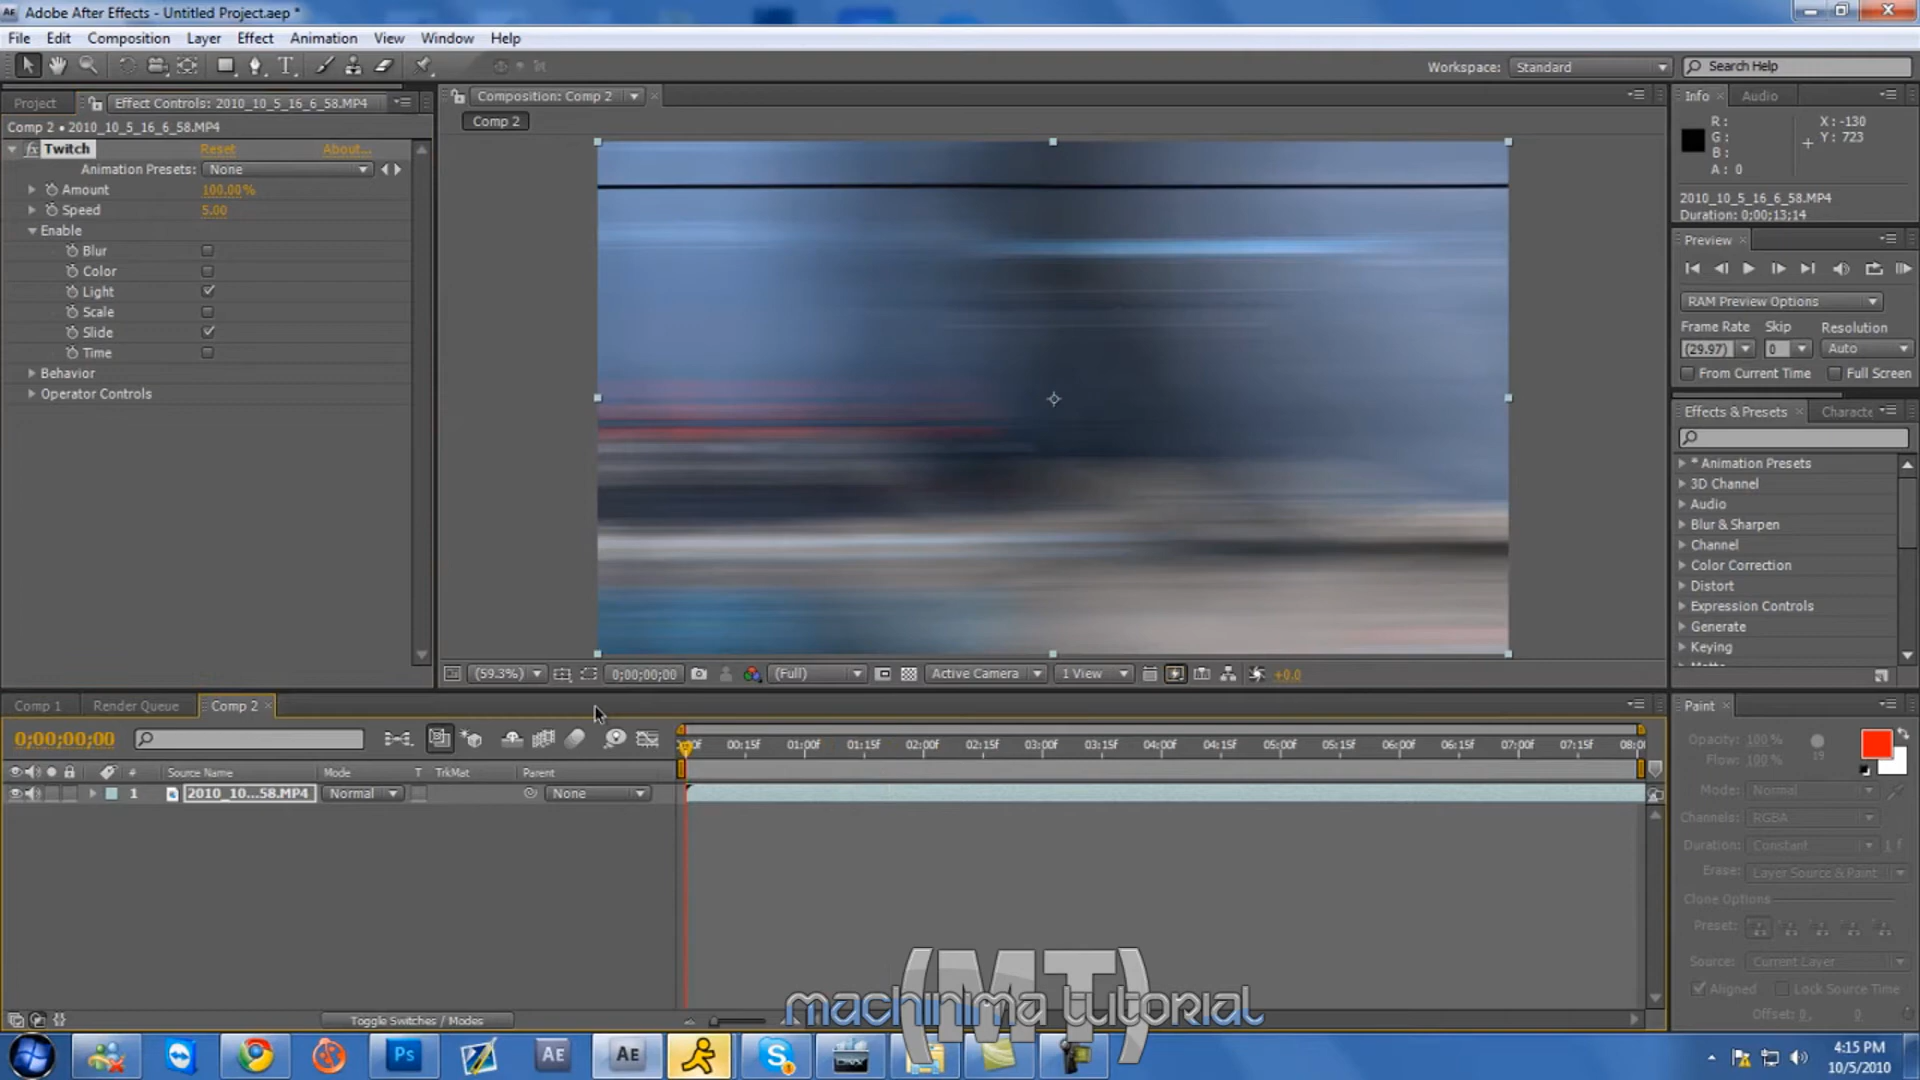 Adobe After Effects - Untitled Project.aep *
File Edit Composition Layer Effect Animation View Window Help
Workspace: Standard Search Help
Project Effect Controls: 2010_10_5_16_6_58.MP4
Comp 2 • 2010_10_5_16_6_58.MP4
fx Twitch Reset About...
Animation Presets: None
Amount 100.00%
Speed 5.00
Enable
Blur
Color
Light
Scale
Slide
Time
Behavior
Operator Controls
Composition: Comp 2
Comp 2
(59.3%) 0;00;00;00 (Full) Active Camera 1 View +0.0
Info Audio
R: X: -130
G: Y: 723
B:
A: 0
2010_10_5_16_6_58.MP4
Duration: 0;00;13;14
Preview
RAM Preview Options
Frame Rate Skip Resolution
(29.97) 0 Auto
From Current Time Full Screen
Effects & Presets Characte
* Animation Presets
3D Channel
Audio
Blur & Sharpen
Channel
Color Correction
Distort
Expression Controls
Generate
Keying
Comp 1 Render Queue Comp 2
0;00;00;00
00:15f 01:00f 01:15f 02:00f 02:15f 03:00f 03:15f 04:00f 04:15f 05:00f 05:15f 06:00f 06:15f 07:00f 07:15f 08:0
# Source Name Mode T TrkMat Parent
1 2010_10...58.MP4 Normal None
Toggle Switches / Modes
Paint
Opacity: 100 %
Flow: 100 % 19
Mode: Normal
Channels: RGBA
Duration: Constant 1 f
Erase: Layer Source & Paint
Clone Options
Preset:
Source: Current Layer
Aligned Lock Source Time
Offset: 0, 0
(MT)
machinima tutorial
Ps AE AE
4:15 PM
10/5/2010